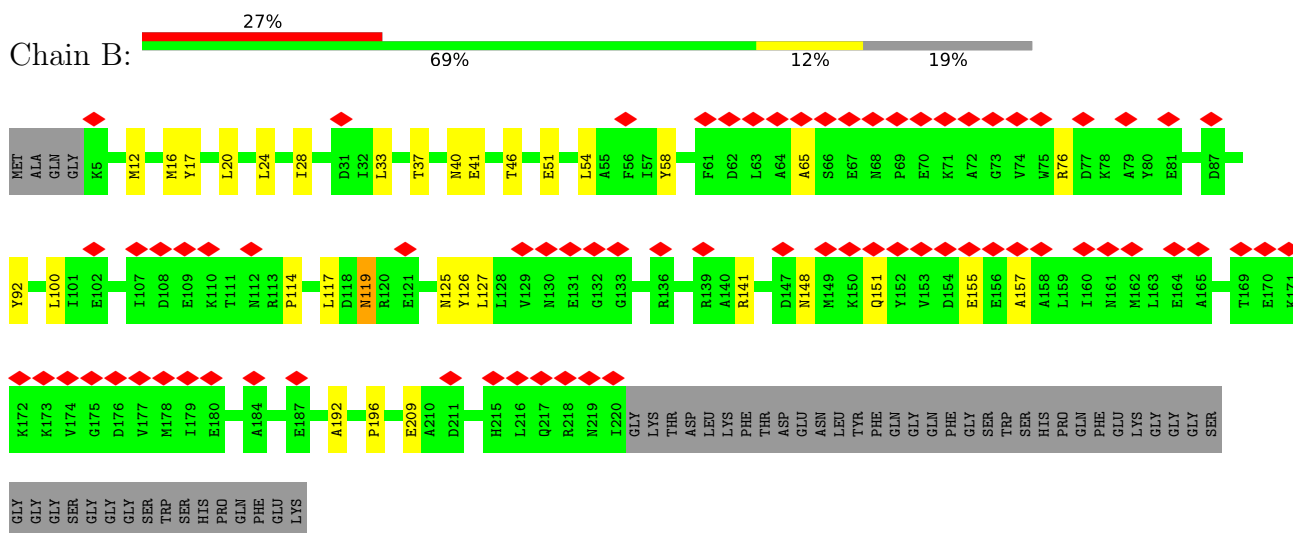 27%
Chain B:
69% 12% 19%
MET ALA GLN GLY K5 M12 M16 Y17 L20 L24 I28 D31 I32 L33 T37 N40 E41 T46 E51 L54 A55 F56 I57 Y58 F61 D62 L63 A64 A65 S66 E67 N68 P69 E70 K71 A72 G73 V74 W75 R76 D77 K78 A79 Y80 E81 D87
Y92 L100 I101 E102 I107 D108 E109 K110 T111 N112 R113 P114 L117 D118 N119 R120 E121 N125 Y126 L127 L128 V129 N130 E131 G132 G133 R136 R139 A140 R141 D147 N148 M149 K150 Q151 Y152 V153 D154 E155 E156 A157 A158 L159 I160 N161 M162 L163 E164 A165 T169 E170 K171
K172 K173 V174 G175 D176 V177 M178 I179 E180 A184 E187 A192 P196 E209 A210 D211 H215 L216 Q217 R218 N219 I220 GLY LYS THR ASP LEU LYS PHE THR ASP GLU ASN LEU TYR PHE GLN GLY GLN PHE GLY SER TRP SER HIS PRO GLN PHE GLU LYS GLY GLY GLY SER
GLY GLY GLY SER GLY GLY GLY SER TRP SER HIS PRO GLN PHE GLU LYS